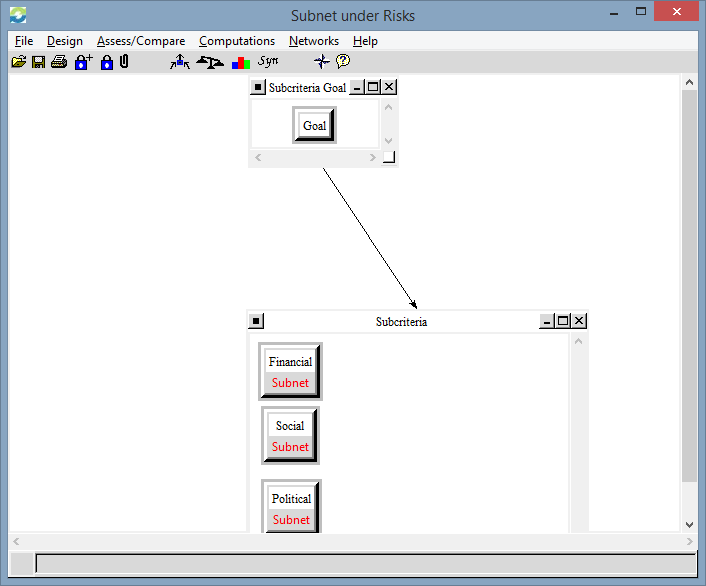 Subnet under Risks
File Design Assess/Compare Computations Networks Help
Syn
Subcriteria Goal
Goal
Subcriteria
Financial
Subnet
Social
Subnet
Political
Subnet